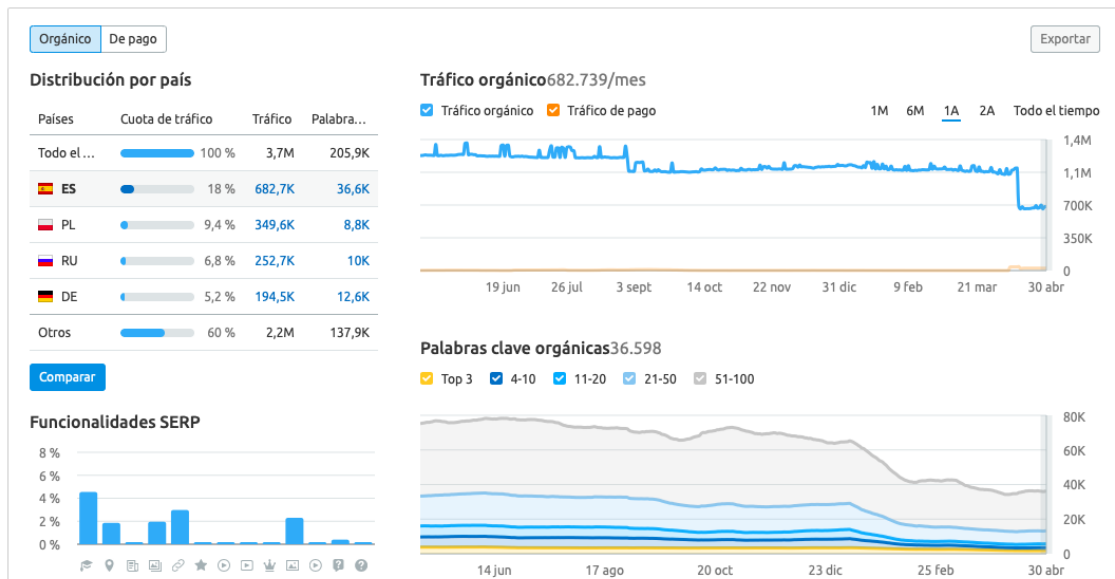 Orgánico De pago
Exportar
Distribución por país
Países Cuota de tráfico Tráfico Palabra...
Todo el ... 100 % 3,7M 205,9K
ES 18 % 682,7K 36,6K
PL 9,4 % 349,6K 8,8K
RU 6,8 % 252,7K 10K
DE 5,2 % 194,5K 12,6K
Otros 60 % 2,2M 137,9K
Comparar
Funcionalidades SERP
8 %
6 %
4 %
2 %
0 %
Tráfico orgánico 682.739/mes
Tráfico orgánico Tráfico de pago
1M 6M 1A 2A Todo el tiempo
1,4M
1,1M
700K
350K
0
19 jun 26 jul 3 sept 14 oct 22 nov 31 dic 9 feb 21 mar 30 abr
Palabras clave orgánicas 36.598
Top 3 4-10 11-20 21-50 51-100
80K
60K
40K
20K
0
14 jun 17 ago 20 oct 23 dic 25 feb 30 abr